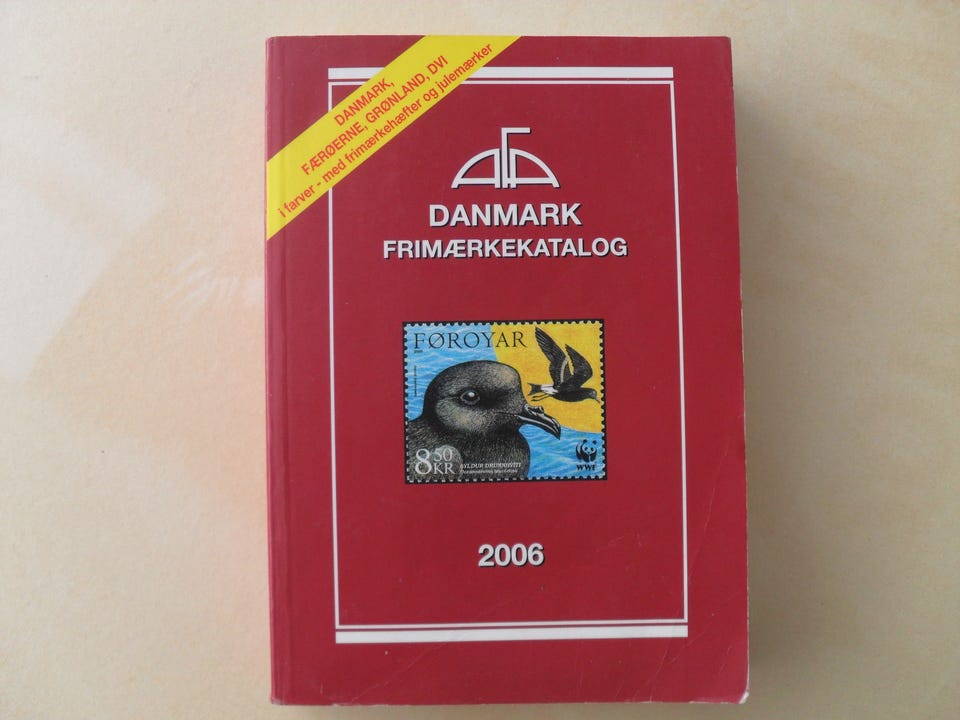 DANMARK,
FÆRØERNE, GRØNLAND, DVI
i farver - med frimærkehæfter og julemærker
AFA
DANMARK
FRIMÆRKEKATALOG
FØROYAR
8 50 KR
WWF
2006